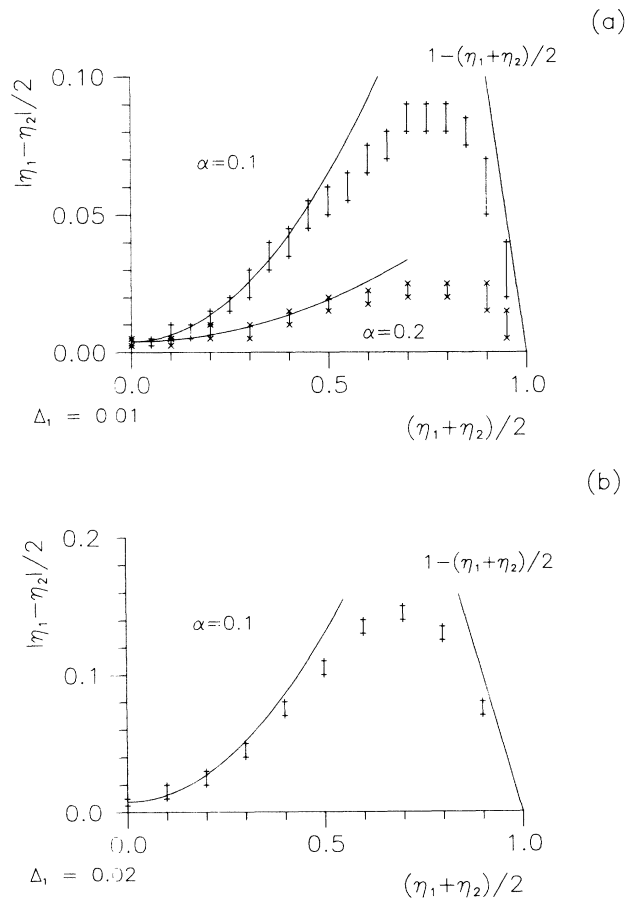 (a)
1−(η₁+η₂)/2
0.10
|η₁−η₂|/2
α=0.1
0.05
α=0.2
0.00
0.0
0.5
1.0
Δ₁ = 0.01
(η₁+η₂)/2
(b)
0.2
1−(η₁+η₂)/2
|η₁−η₂|/2
α=0.1
0.1
0.0
0.0
0.5
1.0
Δ₁ = 0.02
(η₁+η₂)/2